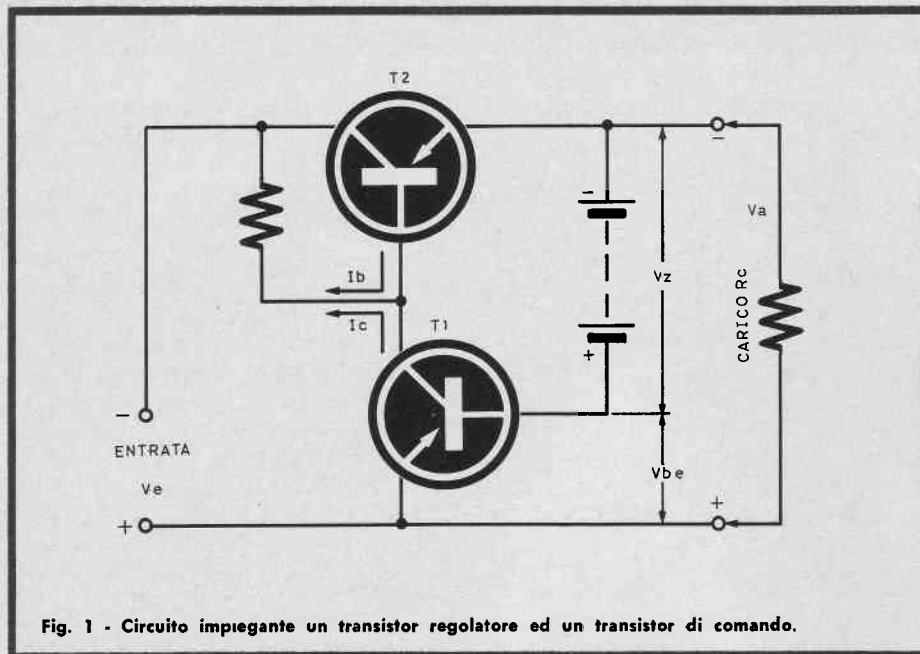 T2
-
Va
-
Ib
Vz
CARICO Rc
Ic
T1
+
-
ENTRATA
Vbe
Ve
+
+
Fig. 1 - Circuito impiegante un transistor regolatore ed un transistor di comando.